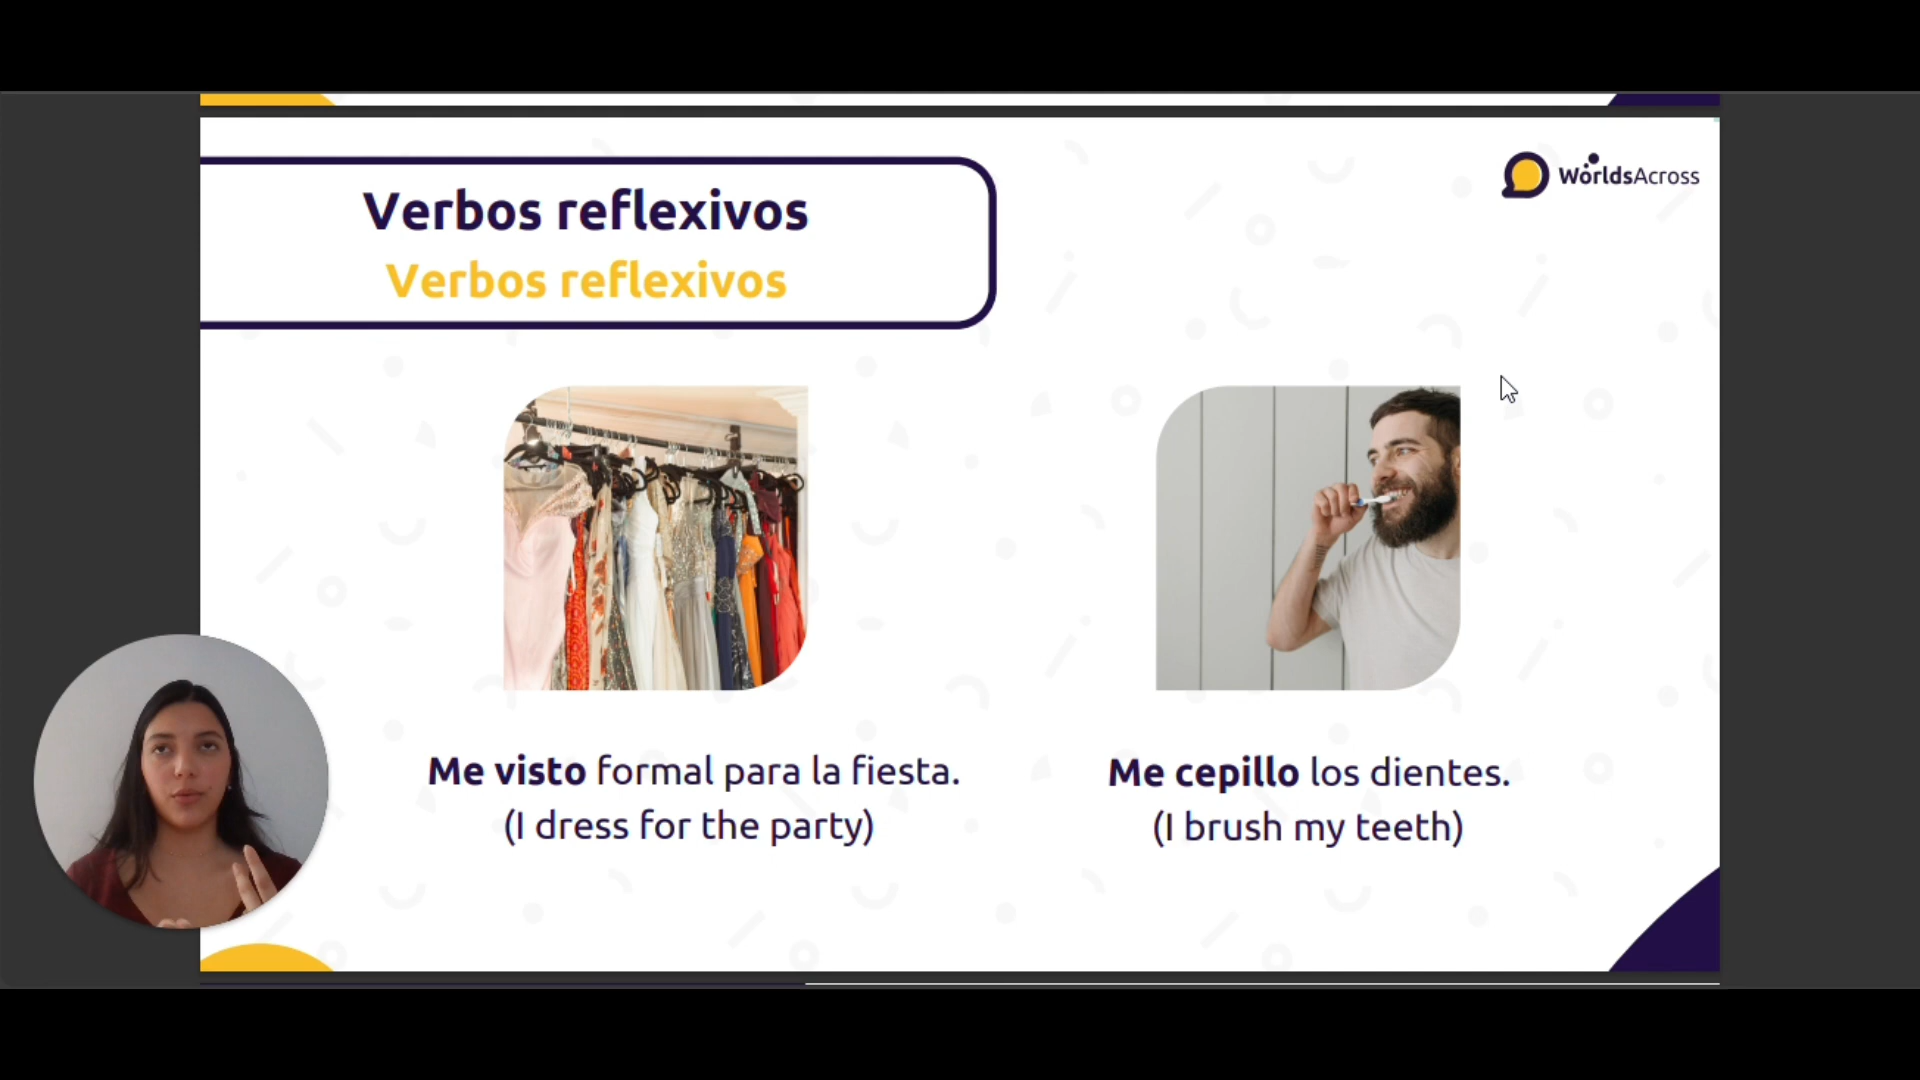 Verbos reflexivos
Verbos reflexivos
WorldsAcross
Me visto formal para la fiesta.
(I dress for the party)
Me cepillo los dientes.
(I brush my teeth)